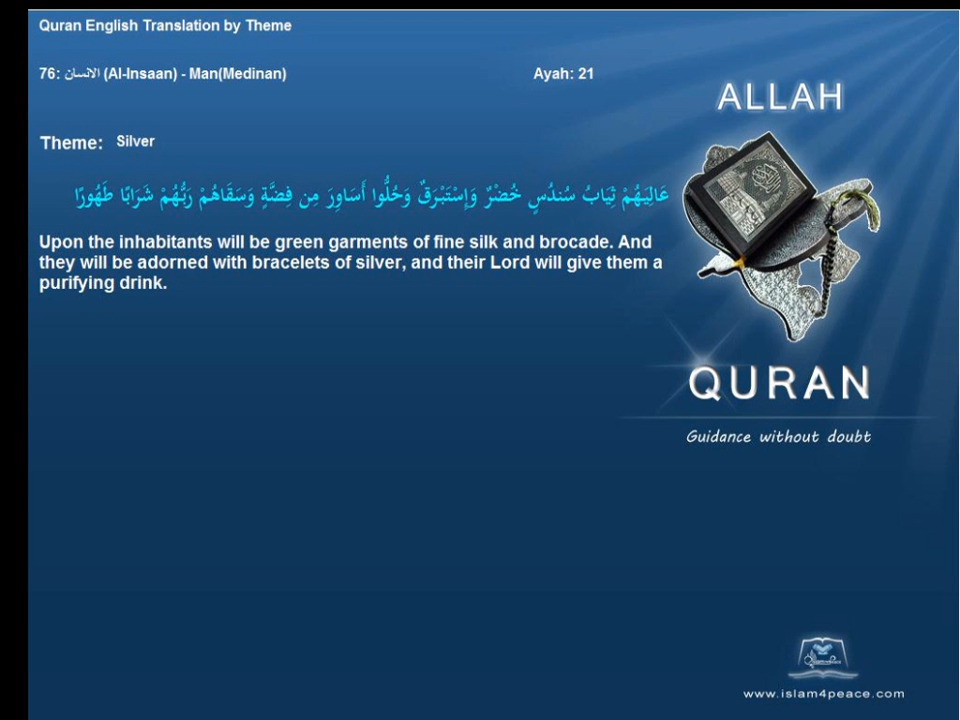 Quran English Translation by Theme
76: الانسان (Al-Insaan) - Man(Medinan)
Ayah: 21
Theme: Silver
عَالِيَهُمْ ثِيَابُ سُندُسٍ خُضْرٌ وَإِسْتَبْرَقٌ وَحُلُّوا أَسَاوِرَ مِن فِضَّةٍ وَسَقَاهُمْ رَبُّهُمْ شَرَابًا طَهُورًا
Upon the inhabitants will be green garments of fine silk and brocade. And
they will be adorned with bracelets of silver, and their Lord will give them a
purifying drink.
ALLAH
QURAN
Guidance without doubt
www.islam4peace.com